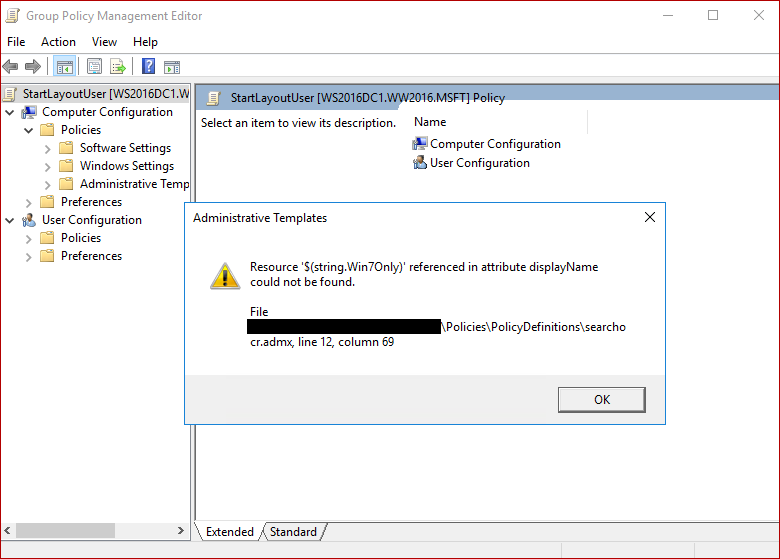 Group Policy Management Editor
File Action View Help
StartLayoutUser [WS2016DC1.W
Computer Configuration
Policies
Software Settings
Windows Settings
Administrative Temp
Preferences
User Configuration
Policies
Preferences
StartLayoutUser [WS2016DC1.WW2016.MSFT] Policy
Select an item to view its description.
Name
Computer Configuration
User Configuration
Administrative Templates
Resource '$(string.Win7Only)' referenced in attribute displayName
could not be found.
File
\Policies\PolicyDefinitions\searcho
cr.admx, line 12, column 69
OK
Extended Standard